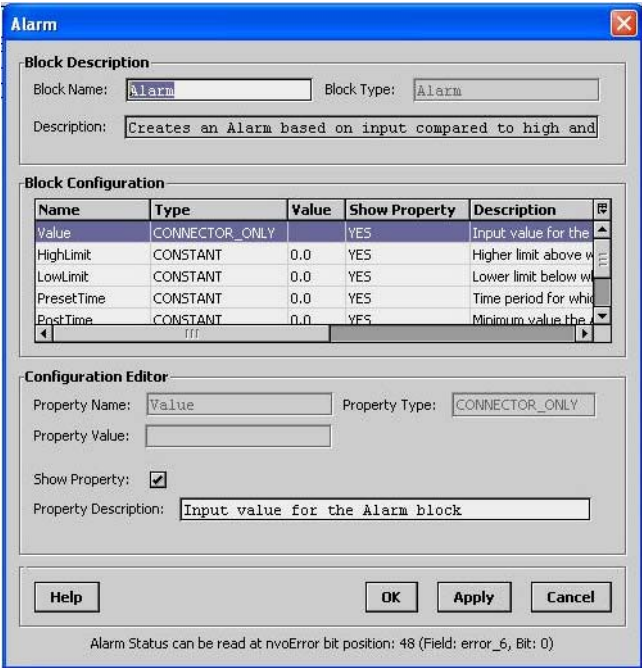 Alarm
Block Description
Block Name: Alarm Block Type: Alarm
Description: Creates an Alarm based on input compared to high and
Block Configuration
Name Type Value Show Property Description
Value CONNECTOR_ONLY YES Input value for the
HighLimit CONSTANT 0.0 YES Higher limit above
LowLimit CONSTANT 0.0 YES Lower limit below
PresetTime CONSTANT 0.0 YES Time period for
PostTime CONSTANT 0.0 YES Minimum value the
Configuration Editor
Property Name: Value Property Type: CONNECTOR_ONLY
Property Value:
Show Property:
Property Description: Input value for the Alarm block
Help OK Apply Cancel
Alarm Status can be read at nvoError bit position: 48 (Field: error_6, Bit: 0)